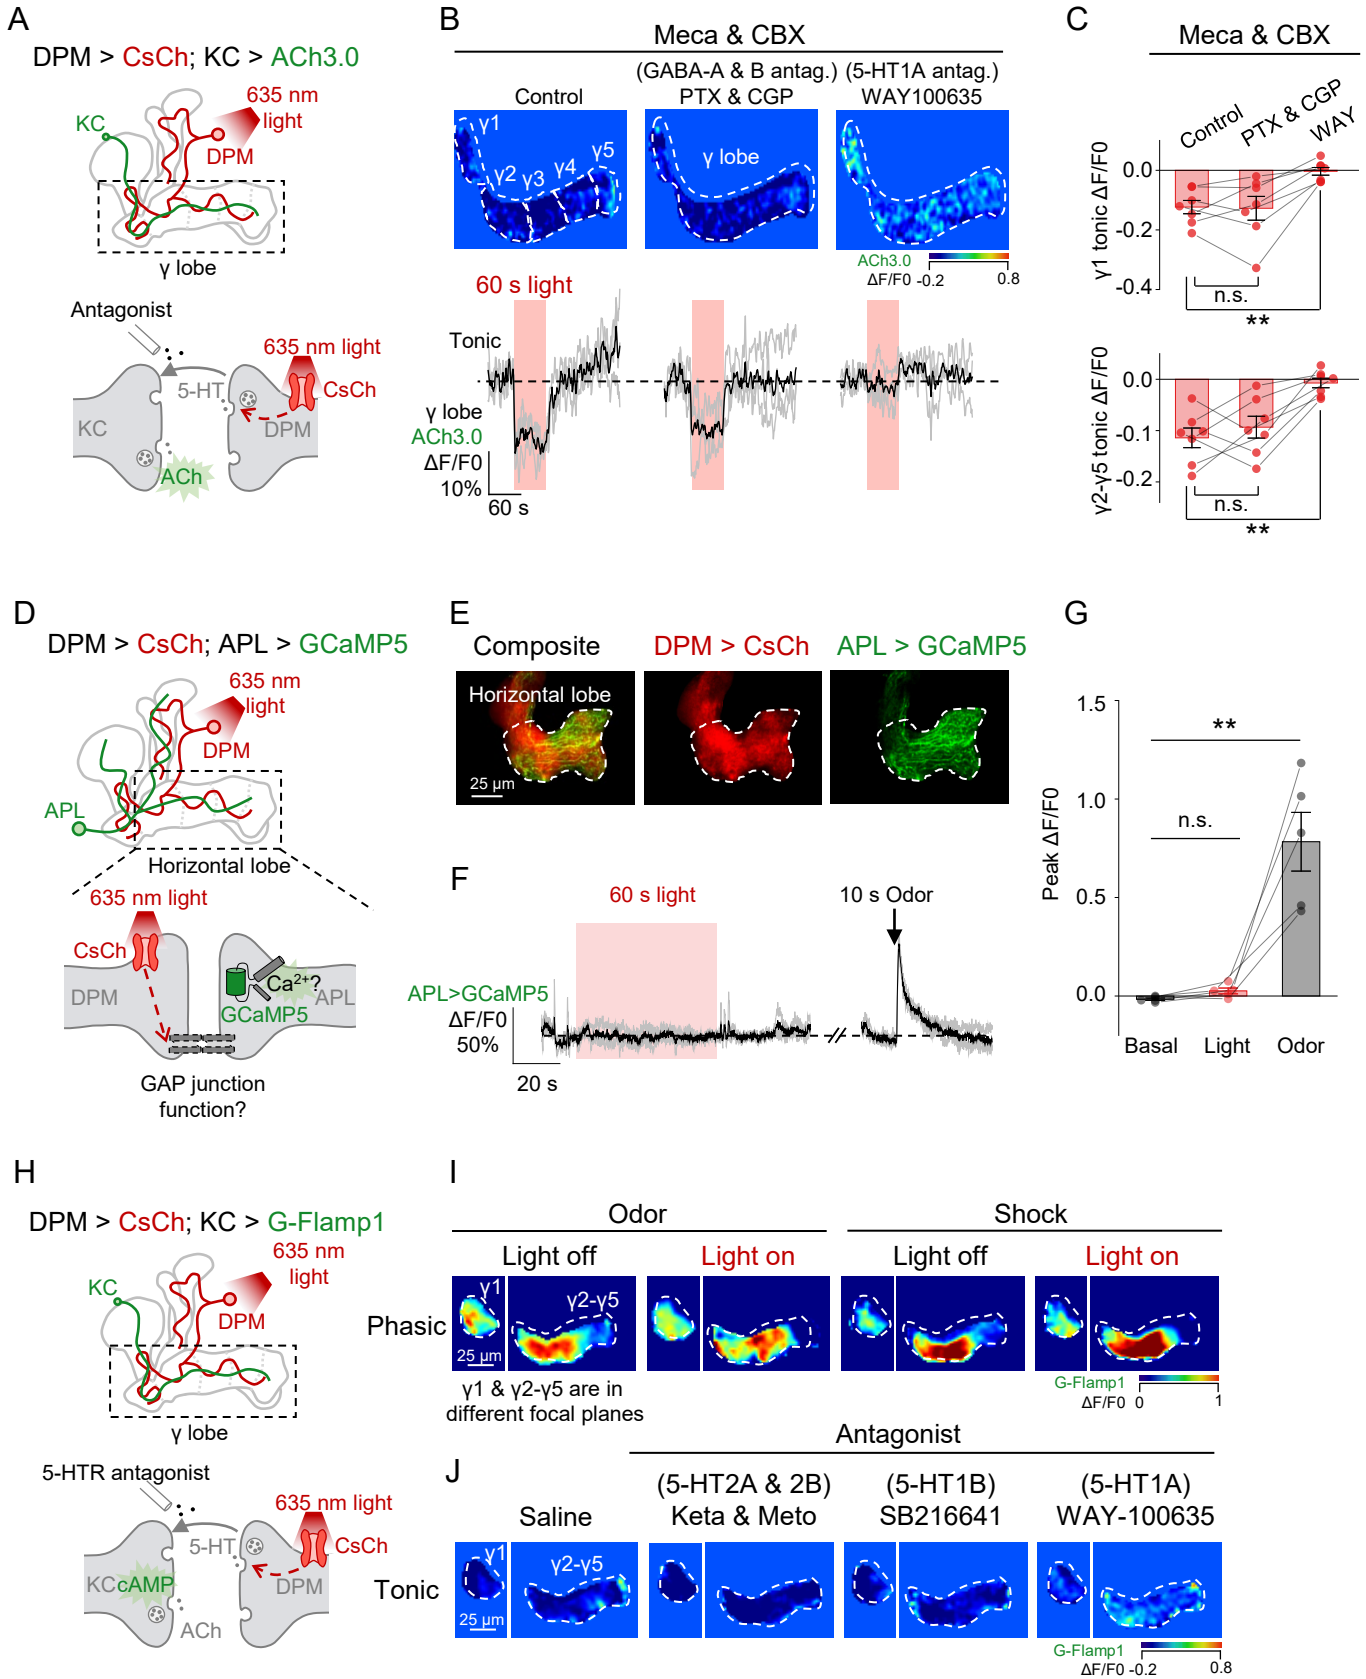 A
DPM > CsCh; KC > ACh3.0
635 nm
light
KC
DPM
γ lobe
Antagonist
635 nm light
5-HT
CsCh
KC
DPM
ACh
B
Meca & CBX
(GABA-A & B antag.) (5-HT1A antag.)
Control PTX & CGP WAY100635
γ1
γ2 γ3 γ4 γ5
γ lobe
ACh3.0
ΔF/F0 -0.2 0.8
60 s light
Tonic
γ lobe
ACh3.0
ΔF/F0
10%
60 s
C
Meca & CBX
Control PTX & CGP WAY
γ1 tonic ΔF/F0
0.0
-0.2
-0.4
n.s.
**
γ2-γ5 tonic ΔF/F0
0.0
-0.1
-0.2
n.s.
**
D
DPM > CsCh; APL > GCaMP5
635 nm
light
DPM
APL
Horizontal lobe
635 nm light
CsCh
Ca²⁺?
DPM
APL
GCaMP5
GAP junction
function?
E
Composite DPM > CsCh APL > GCaMP5
Horizontal lobe
25 μm
F
60 s light 10 s Odor
APL>GCaMP5
ΔF/F0
50%
20 s
G
Peak ΔF/F0
1.5
1.0
0.5
0.0
**
n.s.
Basal Light Odor
H
DPM > CsCh; KC > G-Flamp1
635 nm
light
KC
DPM
γ lobe
5-HTR antagonist
635 nm light
5-HT
CsCh
KC cAMP
DPM
ACh
I
Odor Shock
Light off Light on Light off Light on
γ1
γ2-γ5
Phasic
25 μm
γ1 & γ2-γ5 are in
different focal planes
G-Flamp1
ΔF/F0 0 1
J
Antagonist
(5-HT2A & 2B) (5-HT1B) (5-HT1A)
Saline Keta & Meto SB216641 WAY-100635
γ1
γ2-γ5
Tonic
25 μm
G-Flamp1
ΔF/F0 -0.2 0.8